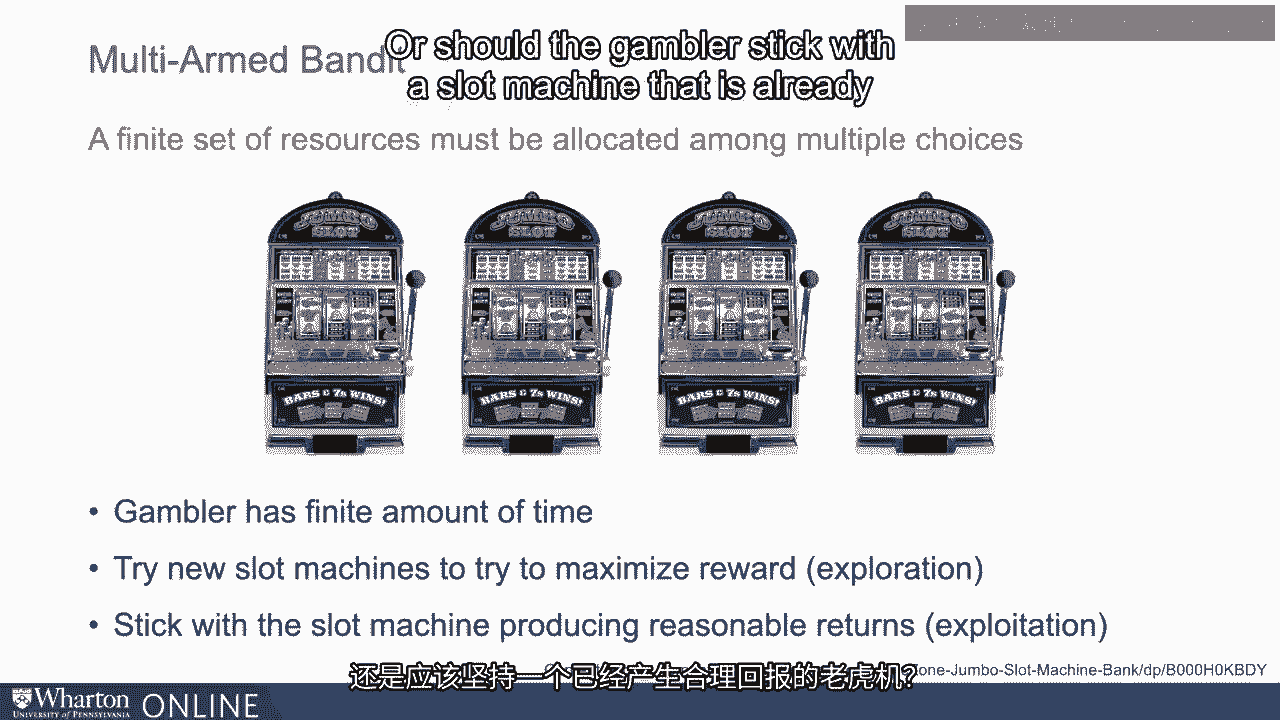 Multi-Armed Bandit
Or should the gambler stick with
a slot machine that is already
A finite set of resources must be allocated among multiple choices
JUMBO SLOT JUMBO SLOT JUMBO SLOT JUMBO SLOT
BARS & 7s WINS! BARS & 7s WINS! BARS & 7s WINS! BARS & 7s WINS!
• Gambler has finite amount of time
• Try new slot machines to try to maximize reward (exploration)
• Stick with the slot machine producing reasonable returns (exploitation)
还是应该坚持一个已经产生合理回报的老虎机?
one-Jumbo-Slot-Machine-Bank/dp/B000H0KBDY
Wharton ONLINE
UNIVERSITY of PENNSYLVANIA